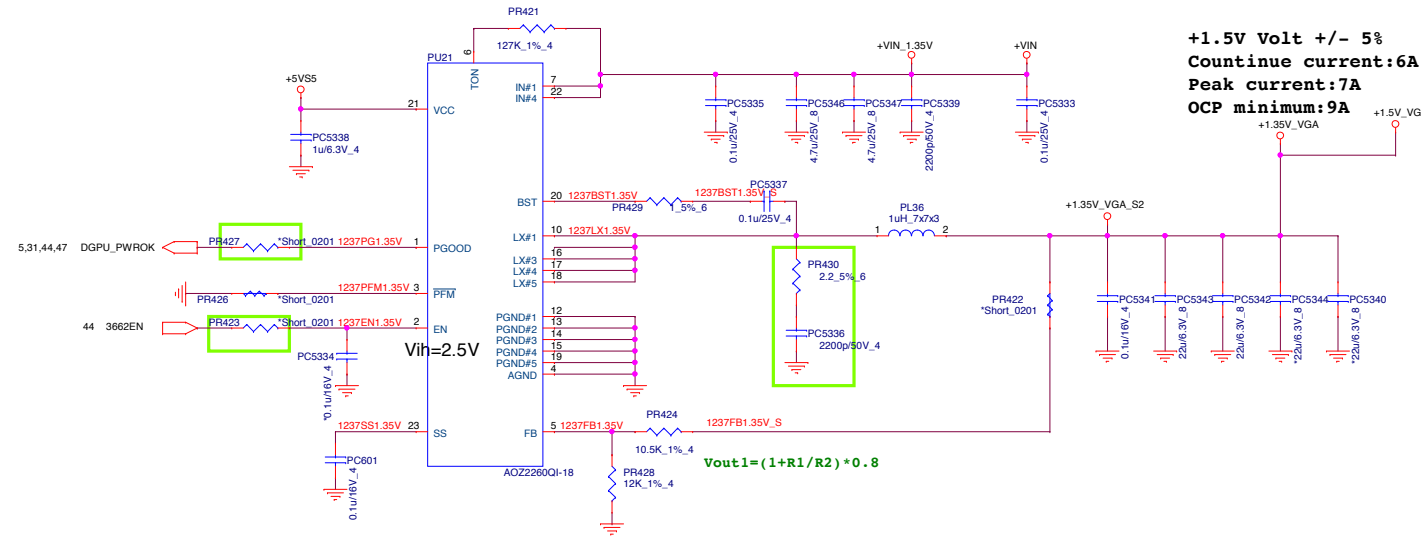 PR421
127K_1%_4
6
TON
PU21
+5VS5
21
VCC
PC5338
1u/6.3V_4
IN#1
7
IN#4
22
+VIN_1.35V
+VIN
PC5335
0.1u/25V_4
PC5346
4.7u/25V_8
PC5347
4.7u/25V_8
PC5339
2200p/50V_4
PC5333
0.1u/25V_4
+1.5V Volt +/- 5%
Countinue current:6A
Peak current:7A
OCP minimum:9A
+1.35V_VGA
+1.5V_VG
BST
20
1237BST1.35V
PR429
1_5%_6
1237BST1.35V_S
PC5337
0.1u/25V_4
LX#1
10
1237LX1.35V
LX#3
16
LX#4
17
LX#5
18
PL36
1uH_7x7x3
1
2
+1.35V_VGA_S2
5,31,44,47
DGPU_PWROK
PR427
*Short_0201
1237PG1.35V
1
PGOOD
PR426
*Short_0201
1237PFM1.35V
3
PFM
44
3662EN
PR423
*Short_0201
1237EN1.35V
2
EN
Vih=2.5V
PC5334
*0.1u/16V_4
PGND#1
12
PGND#2
13
PGND#3
14
PGND#4
15
PGND#5
19
AGND
4
PR430
2.2_5%_6
PC5336
2200p/50V_4
PR422
*Short_0201
PC5341
0.1u/16V_4
PC5343
22u/6.3V_8
PC5342
22u/6.3V_8
PC5344
*22u/6.3V_8
PC5340
*22u/6.3V_8
1237SS1.35V
23
SS
PC601
0.1u/16V_4
FB
5
1237FB1.35V
PR424
10.5K_1%_4
1237FB1.35V_S
PR428
12K_1%_4
Vout1=(1+R1/R2)*0.8
AOZ2260QI-18